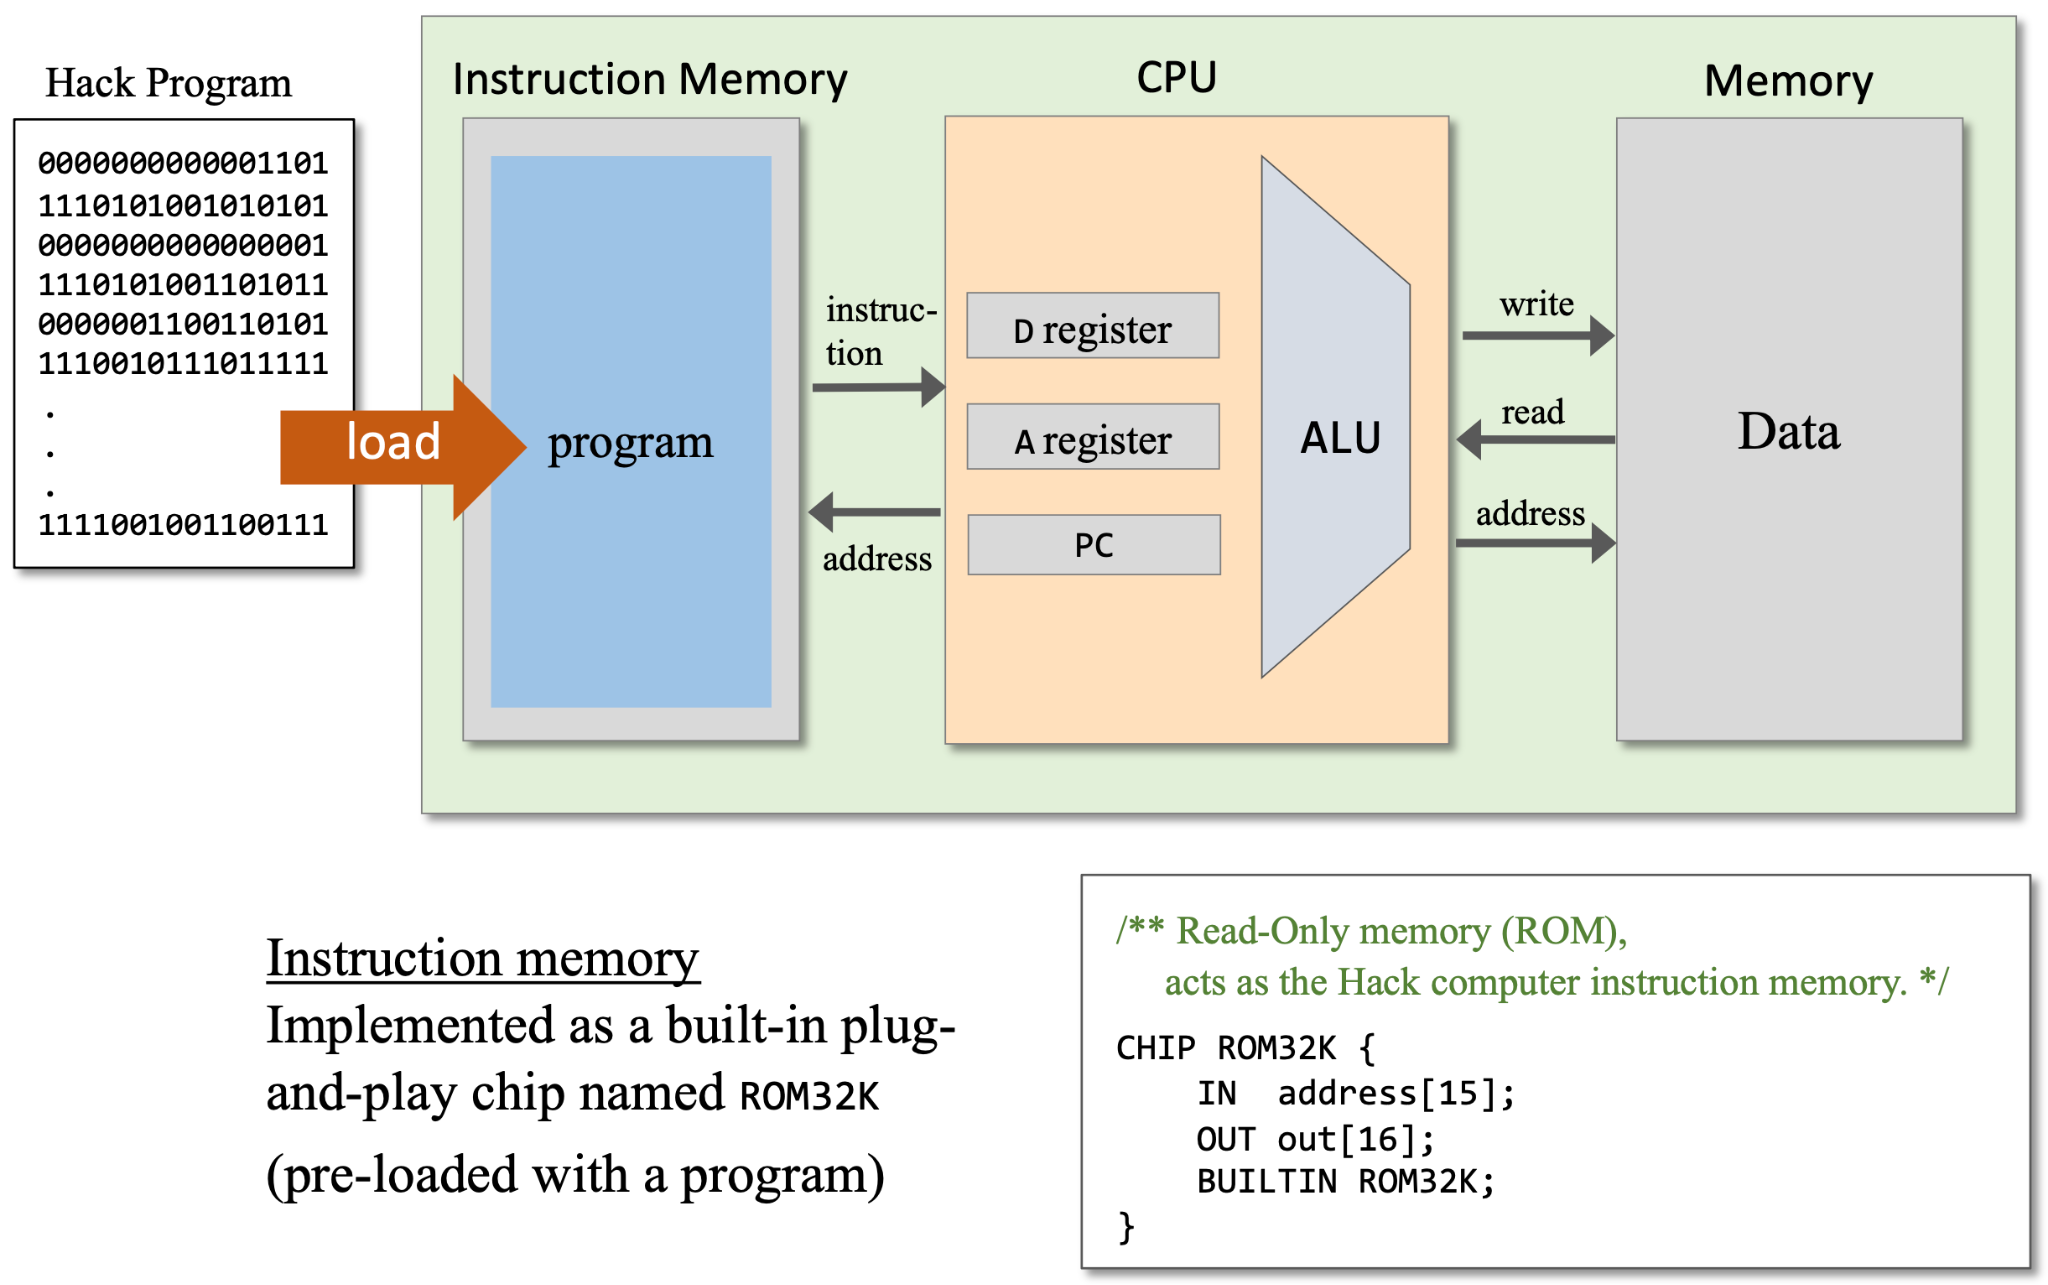 Hack Program
0000000000001101
1110101001010101
0000000000000001
1110101001101011
0000001100110101
1110010111011111
.
.
.
1111001001100111
load
Instruction Memory
program
instruc-
tion
address
CPU
D register
A register
PC
ALU
write
read
address
Memory
Data
Instruction memory
Implemented as a built-in plug-
and-play chip named ROM32K
(pre-loaded with a program)
/** Read-Only memory (ROM),
acts as the Hack computer instruction memory. */
CHIP ROM32K {
IN address[15];
OUT out[16];
BUILTIN ROM32K;
}